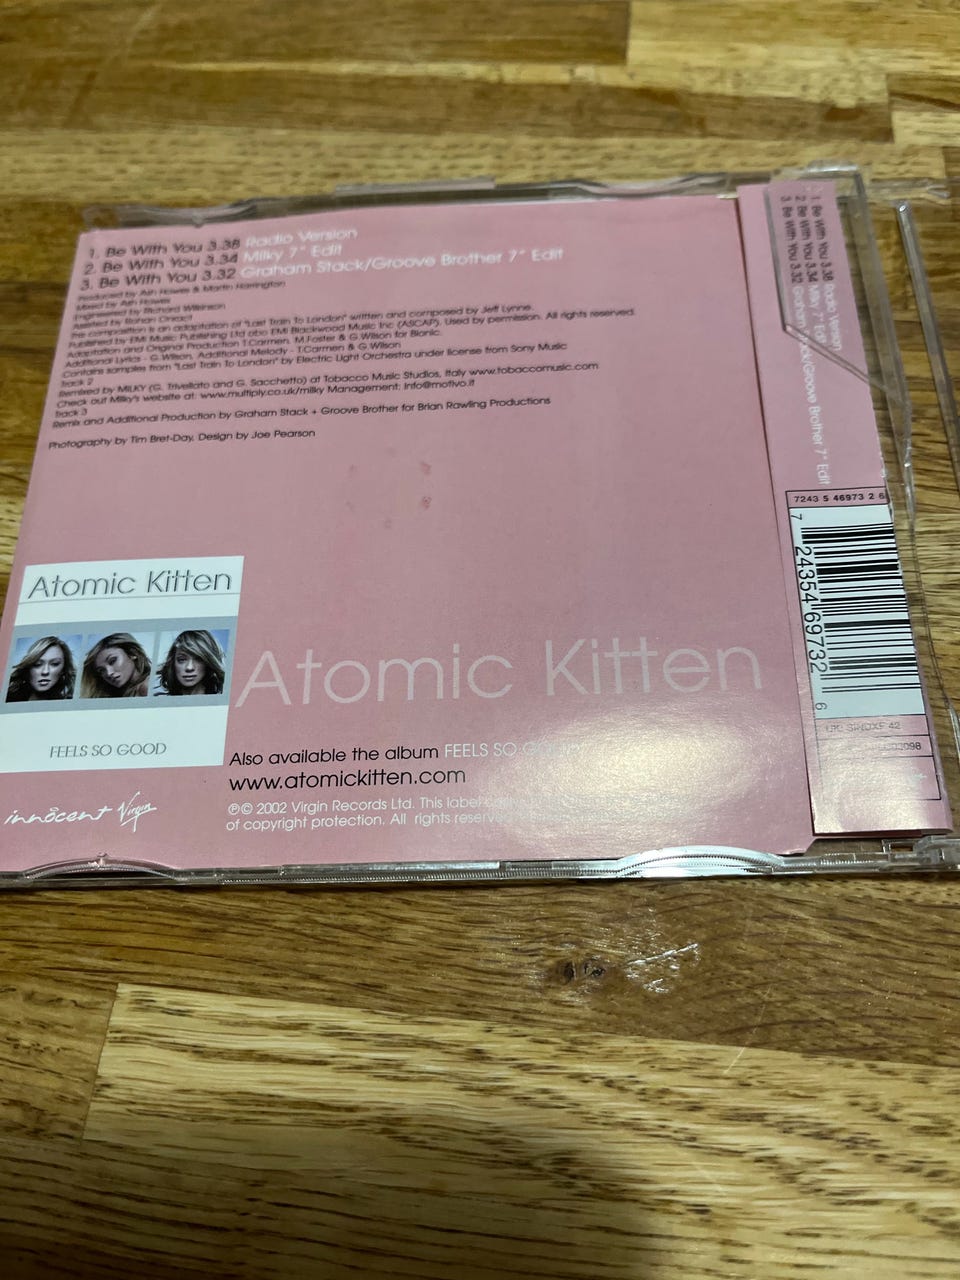 1. Be With You 3.38 Radio Version
2. Be With You 3.34 Milky 7" Edit
3. Be With You 3.32 Graham Stack/Groove Brother 7" Edit
Produced by Ash Howes & Martin Harrington
Mixed by Ash Howes
Engineered by Richard Wilkinson
Assisted by Rohan Onraet
This composition is an adaptation of "Last Train To London" written and composed by Jeff Lynne.
Published by EMI Music Publishing Ltd obo EMI Blackwood Music Inc (ASCAP). Used by permission. All rights reserved.
Adaptation and Original Production T.Carmen, M.Foster & G.Wilson for Bionic.
Additional Lyrics - G.Wilson, Additional Melody - T.Carmen & G.Wilson
Contains samples from "Last Train To London" by Electric Light Orchestra under license from Sony Music
Track 2
Remixed by MILKY (G. Trivellato and G. Sacchetto) at Tobacco Music Studios, Italy www.tobaccomusic.com
Check out Milky's website at: www.multiply.co.uk/milky Management: info@motivo.it
Track 3
Remix and Additional Production by Graham Stack + Groove Brother for Brian Rawling Productions
Photography by Tim Bret-Day. Design by Joe Pearson
Atomic Kitten
FEELS SO GOOD
Atomic Kitten
Also available the album FEELS SO GOOD
www.atomickitten.com
innocent Virgin
℗© 2002 Virgin Records Ltd. This label
of copyright protection. All rights
1. Be With You 3.38 Radio Version
2. Be With You 3.34 Milky 7" Edit
3. Be With You 3.32 Graham Stack/Groove Brother 7" Edit
7243 5 46973 2 6
7 24354 69732 6
SINDXF 42